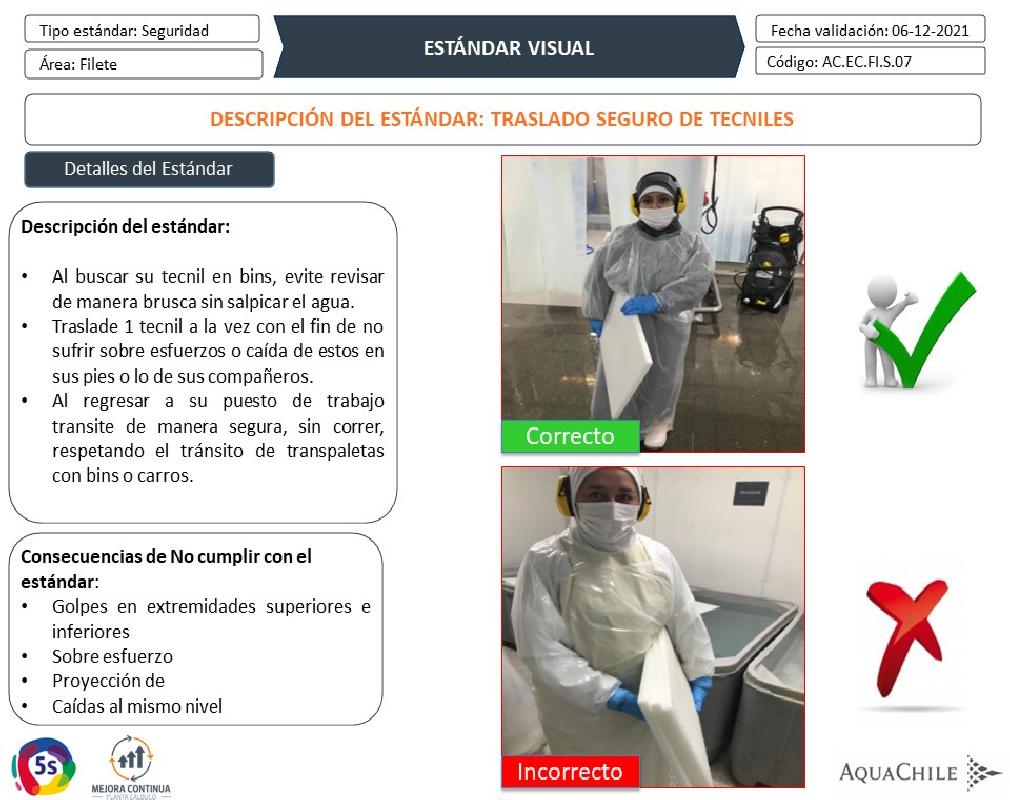 Tipo estándar: Seguridad
Área: Filete
ESTÁNDAR VISUAL
Fecha validación: 06-12-2021
Código: AC.EC.FI.S.07
DESCRIPCIÓN DEL ESTÁNDAR: TRASLADO SEGURO DE TECNILES
Detalles del Estándar
Descripción del estándar:
• Al buscar su tecnil en bins, evite revisar
de manera brusca sin salpicar el agua.
• Traslade 1 tecnil a la vez con el fin de no
sufrir sobre esfuerzos o caída de estos en
sus pies o lo de sus compañeros.
• Al regresar a su puesto de trabajo
transite de manera segura, sin correr,
respetando el tránsito de transpaletas
con bins o carros.
Consecuencias de No cumplir con el
estándar:
• Golpes en extremidades superiores e
inferiores
• Sobre esfuerzo
• Proyección de
• Caídas al mismo nivel
Correcto
Incorrecto
5s
MEJORA CONTINUA
PLANTA CALBUCO
AQUACHILE